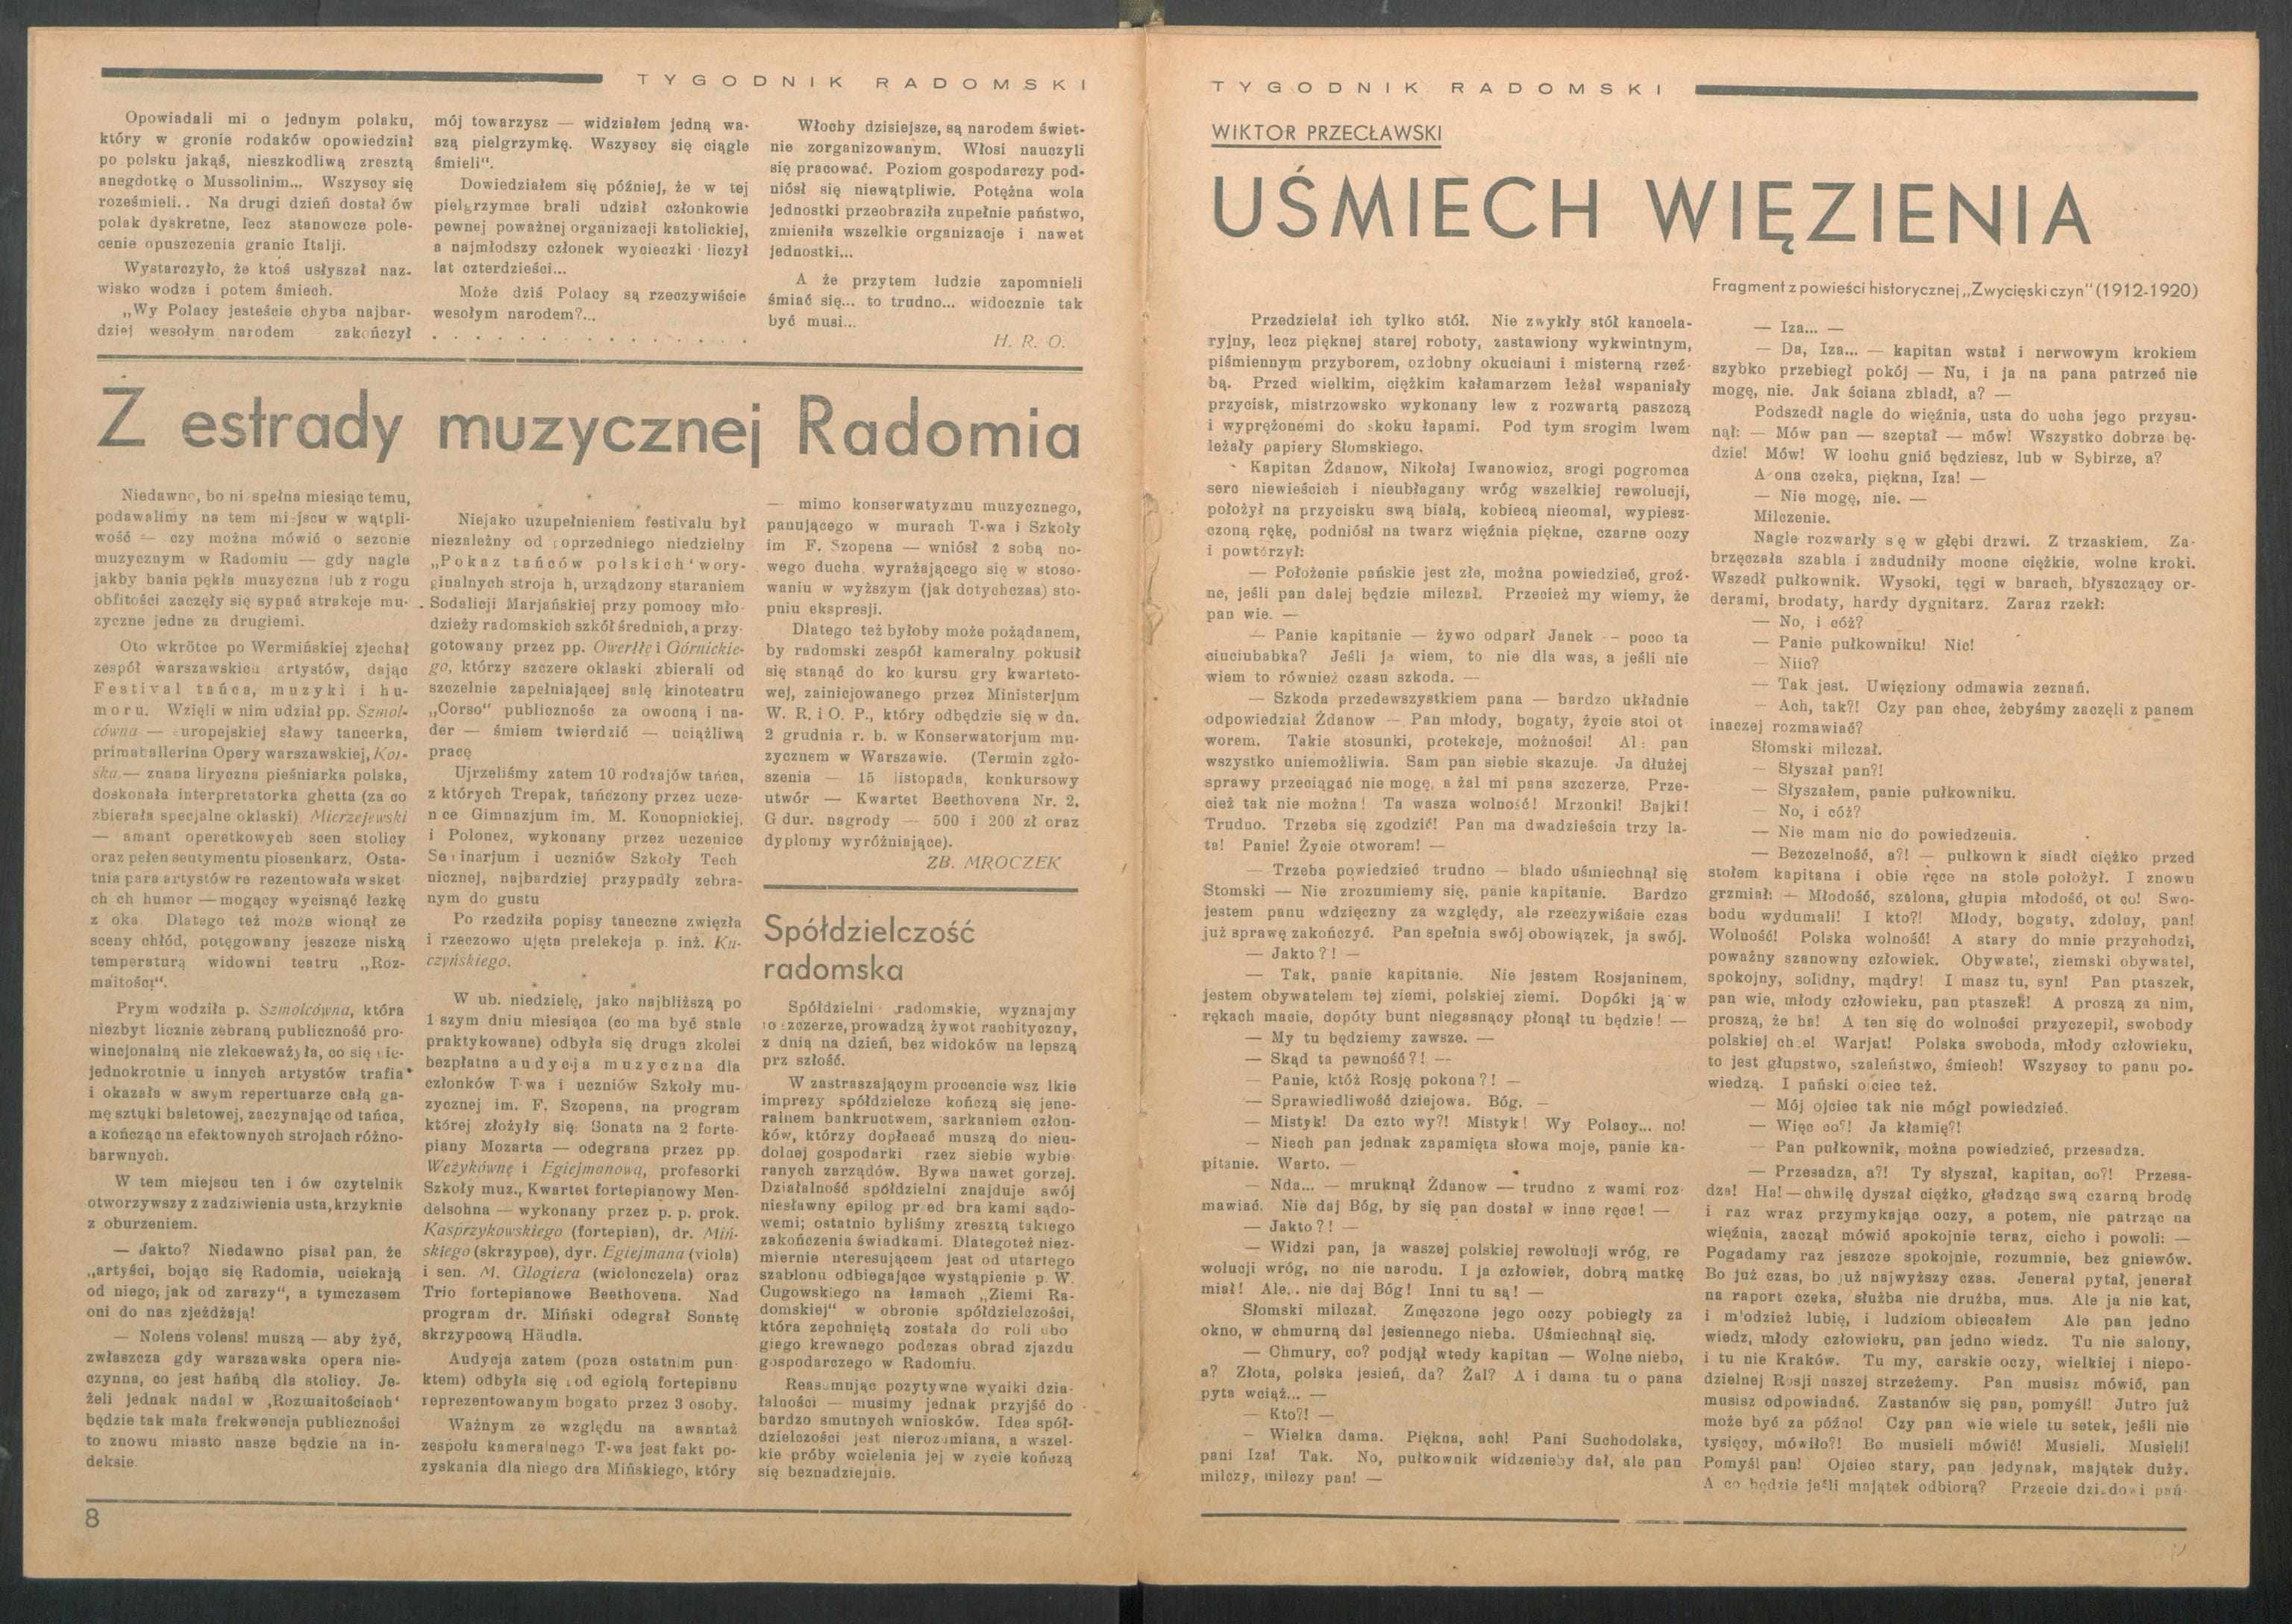 TYGODNIK RADOMSKI
Opowiadali mi o jednym polaku,
który w gronie rodaków opowiedział
po polsku jakąś, nieszkodliwą zresztą
anegdotkę o Mussolinim... Wszyscy się
roześmieli.. Na drugi dzień dostał ów
polak dyskretne, lecz stanowcze pole-
cenie opuszczenia granic Italji.
Wystarczyło, że ktoś usłyszał naz-
wisko wodza i potem śmiech.
„Wy Polacy jesteście chyba najbar-
dziej wesołym narodem zakończył
mój towarzysz — widziałem jedną wa-
szą pielgrzymkę. Wszyscy się ciągle
śmieli“.
Dowiedziałem się później, że w tej
pielgrzymce brali udział członkowie
pewnej poważnej organizacji katolickiej,
a najmłodszy członek wycieczki liczył
lat czterdzieści...
Może dziś Polacy są rzeczywiście
wesołym narodem?...
. . . . . . . . . . . . . . .
Włochy dzisiejsze, są narodem świet-
nie zorganizowanym. Włosi nauczyli
się pracować. Poziom gospodarczy pod-
niósł się niewątpliwie. Potężna wola
jednostki przeobraziła zupełnie państwo,
zmieniła wszelkie organizacje i nawet
jednostki...
A że przytem ludzie zapomnieli
śmiać się... to trudno... widocznie tak
być musi...
H. R. O.
Z estrady muzycznej Radomia
Niedawno, bo ni spełna miesiąc temu,
podawalimy na tem mi jscu w wątpli-
wość — czy można mówić o sezonie
muzycznym w Radomiu — gdy nagle
jakby bania pękła muzyczna lub z rogu
obfitości zaczęły się sypać atrakcje mu-
zyczne jedne za drugiemi.
Oto wkrótce po Wermińskiej zjechał
zespół warszawskich artystów, dając
Festival tańca, muzyki i hu-
moru. Wzięli w nim udział pp. Szmol-
cówna — europejskiej sławy tancerka,
primaballerina Opery warszawskiej, Kor-
ska — znana liryczna pieśniarka polska,
doskonała interpretatorka ghetta (za co
zbierała specjalne oklaski) Mierzejewski
— amant operetkowych scen stolicy
oraz pełen sentymentu piosenkarz. Osta-
tnia para artystów re rezentowała w sket
ch ch humor — mogący wycisnąć łezkę
z oka. Dlatego też może wionął ze
sceny chłód, potęgowany jeszcze niską
temperaturą widowni teatru „Roz-
maitości“.
Prym wodziła p. Szmolcówna, która
niezbyt licznie zebraną publiczność pro-
wincjonalną nie zlekceważyła, co się nie-
jednokrotnie u innych artystów trafia
i okazała w swym repertuarze całą ga-
mę sztuki baletowej, zaczynając od tańca,
a kończąc na efektownych strojach różno-
barwnych.
W tem miejscu ten i ów czytelnik
otworzywszy z zadziwienia usta, krzyknie
z oburzeniem.
— Jakto? Niedawno pisał pan, że
„artyści, bojąc się Radomia, uciekają
od niego, jak od zarazy“, a tymczasem
oni do nas zjeżdżają!
— Nolens volens! muszą — aby żyć,
zwłaszcza gdy warszawska opera nie-
czynna, co jest hańbą dla stolicy. Je-
żeli jednak nadal w ,Rozmaitościach‘
będzie tak mała frekwencja publiczności
to znowu miasto nasze będzie na in-
deksie.
Niejako uzupełnieniem festivalu był
niezależny od poprzedniego niedzielny
„Pokaz tańców polskich‘ w ory-
ginalnych stroja h, urządzony staraniem
Sodalicji Marjańskiej przy pomocy mło-
dzieży radomskich szkół średnich, a przy-
gotowany przez pp. Owerłłę i Górnickie-
go, którzy szczere oklaski zbierali od
szczelnie zapełniającej salę kinoteatru
„Corso“ publicznośc za owocną i na-
der — śmiem twierdzić — uciążliwą
pracę
Ujrzeliśmy zatem 10 rodzajów tańca,
z których Trepak, tańczony przez ucze-
n ce Gimnazjum im. M. Konopnickiej,
i Polonez, wykonany przez uczenice
Se inarjum i uczniów Szkoły Tech
nicznej, najbardziej przypadły zebra-
nym do gustu
Po rzedziła popisy taneczne zwięzła
i rzeczowo ujęta prelekcja p. inż. Ku-
czyńskiego.
W ub. niedzielę, jako najbliższą po
1 szym dniu miesiąca (co ma być stale
praktykowane) odbyła się druga zkolei
bezpłatna audycja muzyczna dla
członków T-wa i uczniów Szkoły mu-
zycznej im. F. Szopena, na program
której złożyły się: Sonata na 2 forte-
piany Mozarta — odegrana przez pp.
Wężykównę i Egiejmanową, profesorki
Szkoły muz., Kwartet fortepianowy Men-
delsohna — wykonany przez p. p. prok.
Kasprzykowskiego (fortepian), dr. Miń-
skiego (skrzypce), dyr. Egiejmana (viola)
i sen. M. Glogiera (wiolonczela) oraz
Trio fortepianowe Beethovena. Nad
program dr. Miński odegrał Sonatę
skrzypcową Händla.
Audycja zatem (poza ostatnim pun-
ktem) odbyła się pod egiolą fortepianu
reprezentowanym bogato przez 3 osoby.
Ważnym ze względu na awantaż
zespołu kameralnego T-wa jest fakt po-
zyskania dla niego dra Mińskiego, który
— mimo konserwatyzmu muzycznego,
panującego w murach T-wa i Szkoły
im F. Szopena — wniósł z sobą no-
wego ducha, wyrażającego się w stoso-
waniu w wyższym (jak dotychczas) sto-
pniu ekspresji.
Dlatego też byłoby może pożądanem,
by radomski zespół kameralny pokusił
się stanąć do ko kursu gry kwarteto-
wej, zainicjowanego przez Ministerjum
W. R. i O. P., który odbędzie się w dn.
2 grudnia r. b. w Konserwatorjum mu-
zycznem w Warszawie. (Termin zgło-
szenia — 15 listopada, konkursowy
utwór — Kwartet Beethovena Nr. 2.
G dur. nagrody — 500 i 200 zł oraz
dyplomy wyróżniające).
ZB. MROCZEK
Spółdzielczość
radomska
Spółdzielni radomskie, wyznajmy
to szczerze, prowadzą żywot rachityczny,
z dnią na dzień, bez widoków na lepszą
prz szłość.
W zastraszającym procencie wsz lkie
imprezy spółdzielcze kończą się jene-
ralnem bankructwem, sarkaniem człon-
ków, którzy dopłacać muszą do nieu-
dolnej gospodarki rzez siebie wybie-
ranych zarządów. Bywa nawet gorzej.
Działalność spółdzielni znajduje swój
niesławny epilog przed bra kami sądo-
wemi; ostatnio byliśmy zresztą takiego
zakończenia świadkami. Dlategoteż niez-
miernie nteresującem jest od utartego
szablonu odbiegające wystąpienie p. W.
Cugowskiego na łamach „Ziemi Ra-
domskiej“ w obronie spółdzielczości,
która zepchniętą została do roli ubo
giego krewnego podczas obrad zjazdu
gospodarczego w Radomiu.
Reasumując pozytywne wyniki dzia-
łalności — musimy jednak przyjść do
bardzo smutnych wniosków. Idea spół-
dzielczości jest nierozumiana, a wszel-
kie próby wcielenia jej w życie kończą
się beznadziejnie.
8
TYGODNIK RADOMSKI
WIKTOR PRZECŁAWSKI
UŚMIECH WIĘZIENIA
Fragment z powieści historycznej „Zwycięski czyn“ (1912-1920)
Przedzielał ich tylko stół. Nie zwykły stół kancela-
ryjny, lecz pięknej starej roboty, zastawiony wykwintnym,
piśmiennym przyborem, ozdobny okuciami i misterną rzeź-
bą. Przed wielkim, ciężkim kałamarzem leżał wspaniały
przycisk, mistrzowsko wykonany lew z rozwartą paszczą
i wyprężonemi do skoku łapami. Pod tym srogim lwem
leżały papiery Słomskiego.
Kapitan Żdanow, Nikołaj Iwanowicz, srogi pogromca
serc niewieścich i nieubłagany wróg wszelkiej rewolucji,
położył na przycisku swą białą, kobiecą nieomal, wypiesz-
czoną rękę, podniósł na twarz więźnia piękne, czarne oczy
i powtórzył:
— Położenie pańskie jest złe, można powiedzieć, groź-
ne, jeśli pan dalej będzie milczał. Przecież my wiemy, że
pan wie. —
— Panie kapitanie — żywo odparł Janek — poco ta
ciuciubabka? Jeśli ja wiem, to nie dla was, a jeśli nie
wiem to również czasu szkoda. —
— Szkoda przedewszystkiem pana — bardzo układnie
odpowiedział Żdanow — Pan młody, bogaty, życie stoi ot
worem. Takie stosunki, protekcje, możności! Al : pan
wszystko uniemożliwia. Sam pan siebie skazuje. Ja dłużej
sprawy przeciągać nie mogę, a żal mi pana szczerze. Prze-
cież tak nie można! Ta wasza wolność! Mrzonki! Bajki!
Trudno. Trzeba się zgodzić! Pan ma dwadzieścia trzy la-
ta! Panie! Życie otworem! —
— Trzeba powiedzieć trudno — blado uśmiechnął się
Stomski — Nie zrozumiemy się, panie kapitanie. Bardzo
jestem panu wdzięczny za względy, ale rzeczywiście czas
już sprawę zakończyć. Pan spełnia swój obowiązek, ja swój.
— Jakto?! —
— Tak, panie kapitanie. Nie jestem Rosjaninem,
jestem obywatelem tej ziemi, polskiej ziemi. Dopóki ją w
rękach macie, dopóty bunt niegasnący płonął tu będzie! —
— My tu będziemy zawsze. —
— Skąd ta pewność?! —
— Panie, któż Rosję pokona?! —
— Sprawiedliwość dziejowa. Bóg. —
— Mistyk! Da czto wy?! Mistyk! Wy Polacy... no!
— Niech pan jednak zapamięta słowa moje, panie ka-
pitanie. Warto. —
— Nda... — mruknął Żdanow — trudno z wami roz-
mawiać. Nie daj Bóg, by się pan dostał w inne ręce! —
— Jakto?! —
— Widzi pan, ja waszej polskiej rewolucji wróg, re
wolucji wróg, no nie narodu. I ja człowiek, dobrą matkę
miał! Ale.. nie daj Bóg! Inni tu są! —
Słomski milczał. Zmęczone jego oczy pobiegły za
okno, w chmurną dal jesiennego nieba. Uśmiechnął się.
— Chmury, co? podjął wtedy kapitan — Wolne niebo,
a? Złota, polska jesień, da? Żal? A i dama tu o pana
pyta wciąż... —
— Kto?! —
— Wielka dama. Piękna, ach! Pani Suchodolska,
pani Iza! Tak. No, pułkownik widzenieby dał, ale pan
milczy, milczy pan! —
— Iza... —
— Da, Iza... — kapitan wstał i nerwowym krokiem
szybko przebiegł pokój — Nu, i ja na pana patrzeć nie
mogę, nie. Jak ściana zbladł, a? —
Podszedł nagle do więźnia, usta do ucha jego przysu-
nął: — Mów pan — szeptał — mów! Wszystko dobrze bę-
dzie! Mów! W lochu gnić będziesz, lub w Sybirze, a?
A ona czeka, piękna, Iza! —
— Nie mogę, nie. —
Milczenie.
Nagle rozwarły s ę w głębi drzwi. Z trzaskiem. Za-
brzęczała szabla i zadudniły mocne ciężkie, wolne kroki.
Wszedł pułkownik. Wysoki, tęgi w barach, błyszczący or-
derami, brodaty, hardy dygnitarz. Zaraz rzekł:
— No, i cóż?
— Panie pułkowniku! Nic!
— Niic?
— Tak jest. Uwięziony odmawia zeznań.
— Ach, tak?! Czy pan chce, żebyśmy zaczęli z panem
inaczej rozmawiać?
Słomski milczał.
— Słyszał pan?!
— Słyszałem, panie pułkowniku.
— No, i cóż?
— Nie mam nic do powiedzenia.
— Bezczelność, a?! — pułkown k siadł ciężko przed
stołem kapitana i obie ręce na stole położył. I znowu
grzmiał: — Młodość, szalona, głupia młodość, ot co! Swo-
bodu wydumali! I kto?! Młody, bogaty, zdolny, pan!
Wolność! Polska wolność! A stary do mnie przychodzi,
poważny szanowny człowiek. Obywatel, ziemski obywatel,
spokojny, solidny, mądry! I masz tu, syn! Pan ptaszek,
pan wie, młody człowieku, pan ptaszek! A proszą za nim,
proszą, że ha! A ten się do wolności przyczepił, swobody
polskiej ch e! Warjat! Polska swoboda, młody człowieku,
to jest głupstwo, szaleństwo, śmiech! Wszyscy to panu po-
wiedzą. I pański ojciec też.
— Mój ojciec tak nie mógł powiedzieć.
— Więc co?! Ja kłamię?!
— Pan pułkownik, można powiedzieć, przesadza.
— Przesadza, a?! Ty słyszał, kapitan, co?! Przesa-
dza! Ha! — chwilę dyszał ciężko, gładząc swą czarną brodę
i raz wraz przymykając oczy, a potem, nie patrząc na
więźnia, zaczął mówić spokojnie teraz, cicho i powoli: —
Pogadamy raz jeszcze spokojnie, rozumnie, bez gniewów.
Bo już czas, bo już najwyższy czas. Jenerał pytał, jenerał
na raport czeka, służba nie drużba, mus. Ale ja nie kat,
i m'odzież lubię, i ludziom obiecałem Ale pan jedno
wiedz, młody człowieku, pan jedno wiedz. Tu nie salony,
i tu nie Kraków. Tu my, carskie oczy, wielkiej i niepo-
dzielnej Rosji naszej strzeżemy. Pan musisz mówić, pan
musisz odpowiadać. Zastanów się pan, pomyśl! Jutro już
może być za późno! Czy pan wie wiele tu setek, jeśli nie
tysięcy, mówiło?! Bo musieli mówić! Musieli. Musieli!
Pomyśl pan! Ojciec stary, pan jedynak, majątek duży.
A co będzie jeśli majątek odbiorą? Przecie dziadowi pań-